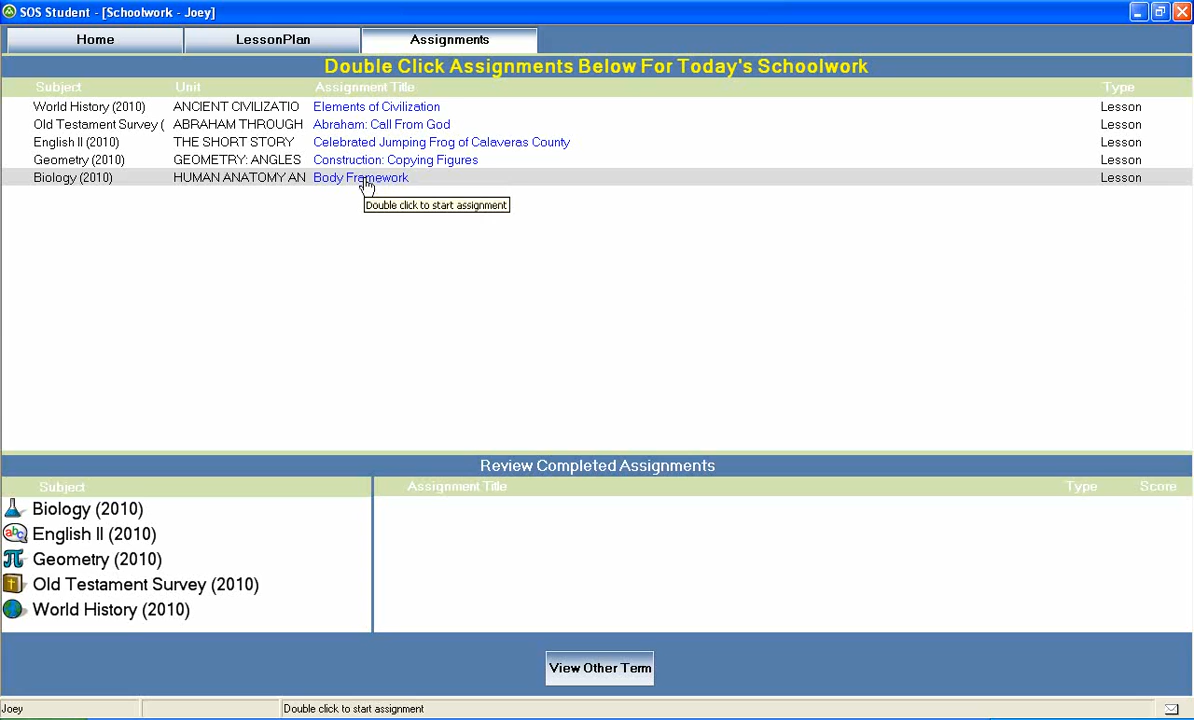 SOS Student - [Schoolwork - Joey]
Home LessonPlan Assignments
Double Click Assignments Below For Today's Schoolwork
Subject Unit Assignment Title Type
World History (2010) ANCIENT CIVILIZATIO Elements of Civilization Lesson
Old Testament Survey ( ABRAHAM THROUGH Abraham: Call From God Lesson
English II (2010) THE SHORT STORY Celebrated Jumping Frog of Calaveras County Lesson
Geometry (2010) GEOMETRY: ANGLES Construction: Copying Figures Lesson
Biology (2010) HUMAN ANATOMY AN Body Framework Lesson
Double click to start assignment
Review Completed Assignments
Subject Assignment Title Type Score
Biology (2010)
abc English II (2010)
Geometry (2010)
Old Testament Survey (2010)
World History (2010)
View Other Term
Joey Double click to start assignment